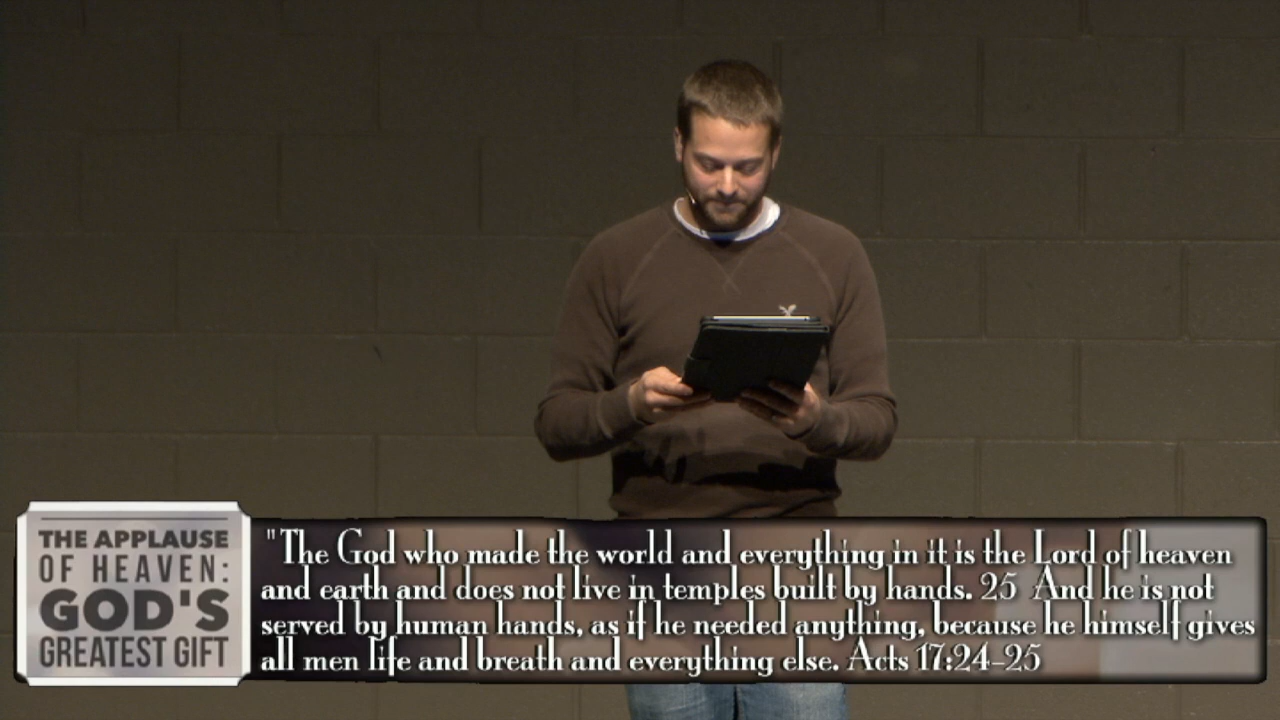 THE APPLAUSE
OF HEAVEN:
GOD'S
GREATEST GIFT
"The God who made the world and everything in it is the Lord of heaven
and earth and does not live in temples built by hands. 25 And he is not
served by human hands, as if he needed anything, because he himself gives
all men life and breath and everything else. Acts 17:24-25